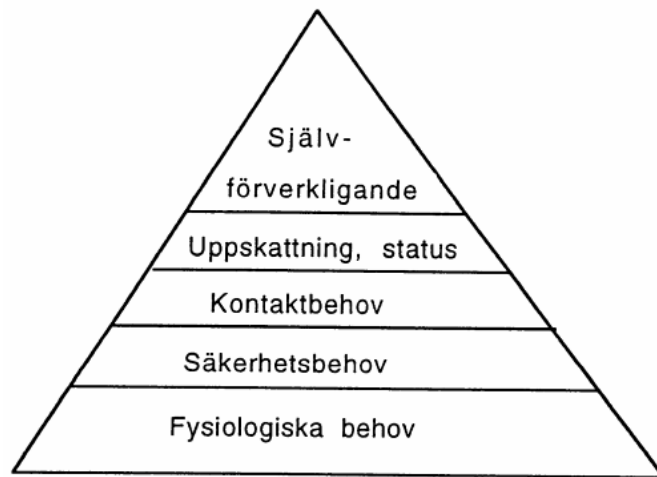 Själv-
förverkligande
Uppskattning, status
Kontaktbehov
Säkerhetsbehov
Fysiologiska behov